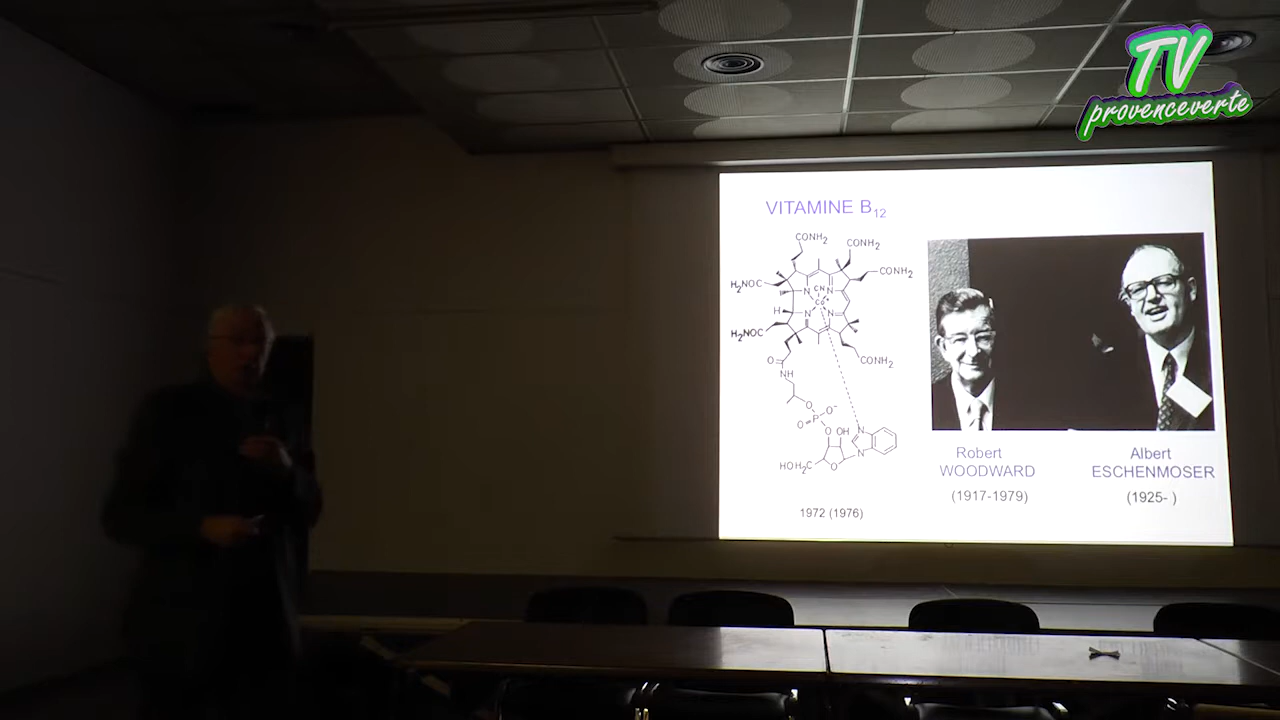 TV
provenceverte
VITAMINE B12
CONH2
CONH2
CONH2
H2NOC
CN
N
N
Co+
H
N
N
H2NOC
O
CONH2
NH
O
O-
P
O
O
OH
N
N
HOH2C
O
1972 (1976)
Robert
WOODWARD
(1917-1979)
Albert
ESCHENMOSER
(1925- )